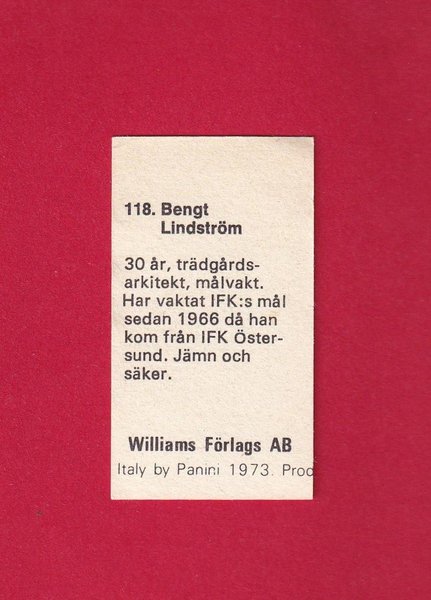 118. Bengt
Lindström
30 år, trädgårds-
arkitekt, målvakt.
Har vaktat IFK:s mål
sedan 1966 då han
kom från IFK Öster-
sund. Jämn och
säker.
Williams Förlags AB
Italy by Panini 1973. Prod